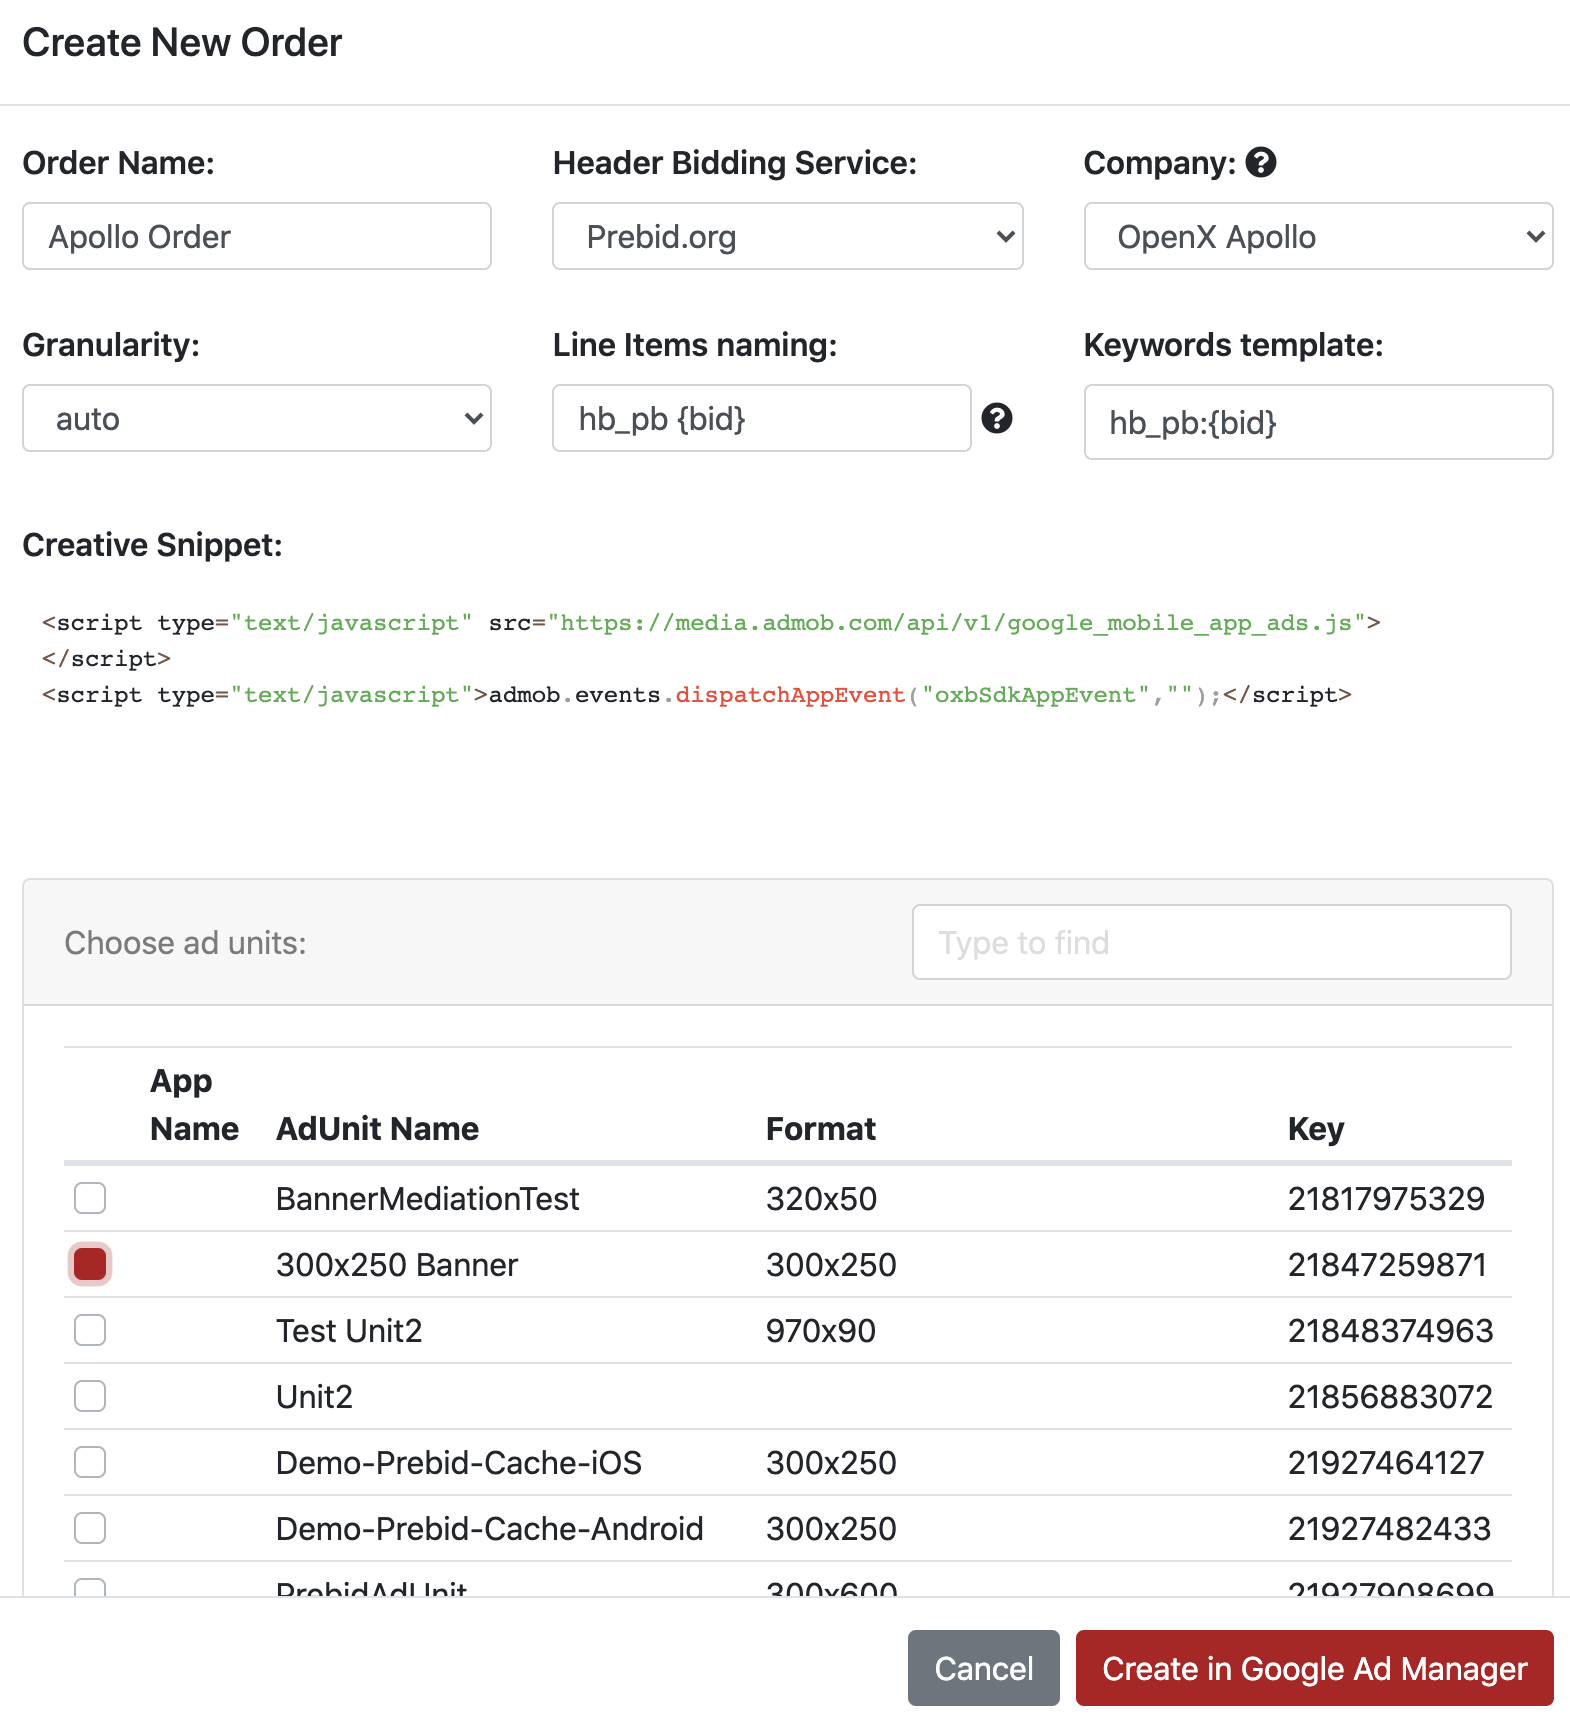 Create New Order
Order Name: Header Bidding Service: Company: ?
Apollo Order Prebid.org OpenX Apollo
Granularity: Line Items naming: Keywords template:
auto hb_pb {bid} ? hb_pb:{bid}
Creative Snippet:
<script type="text/javascript" src="https://media.admob.com/api/v1/google_mobile_app_ads.js">
</script>
<script type="text/javascript">admob.events.dispatchAppEvent("oxbSdkAppEvent","");</script>
Choose ad units: Type to find
App
Name AdUnit Name Format Key
BannerMediationTest 320x50 21817975329
300x250 Banner 300x250 21847259871
Test Unit2 970x90 21848374963
Unit2 21856883072
Demo-Prebid-Cache-iOS 300x250 21927464127
Demo-Prebid-Cache-Android 300x250 21927482433
PrebidAdUnit 300x600 21927908699
Cancel Create in Google Ad Manager